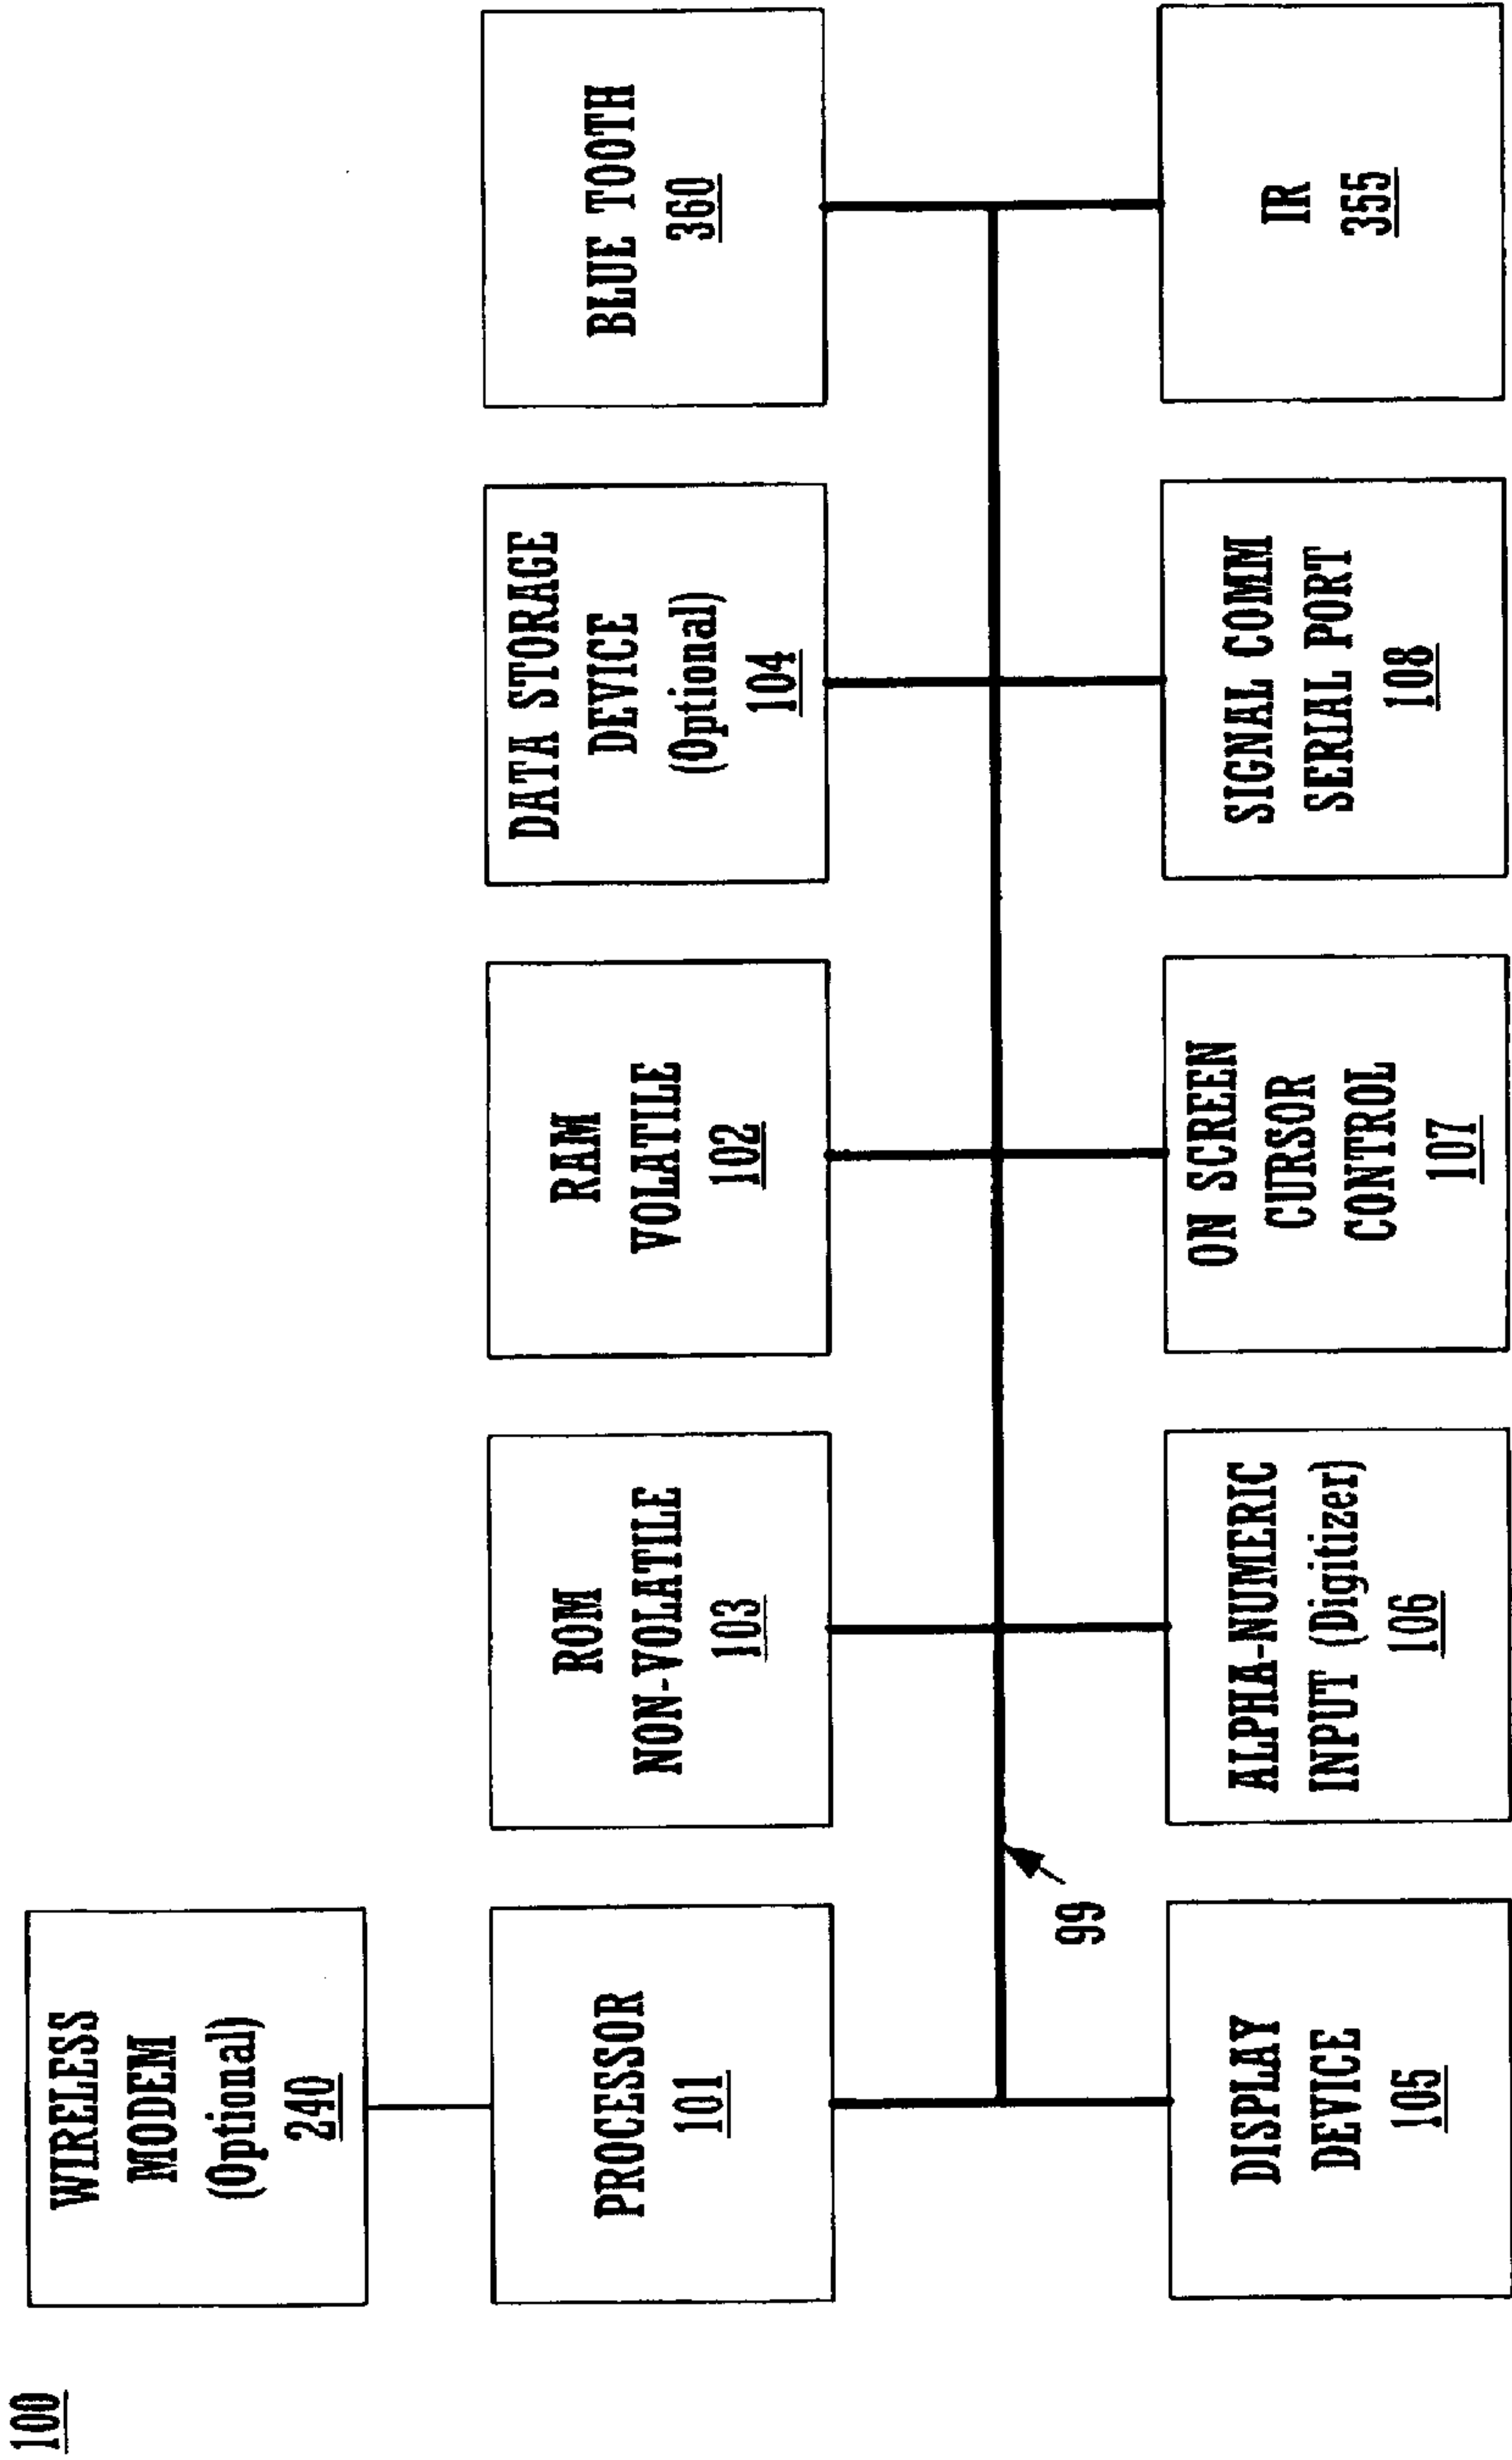 100
WIRELESS
MODEM
(Optional)
240
PROCESSOR
101
ROM
NON-VOLATILE
103
RAM
VOLATILE
102
DATA STORAGE
DEVICE
(Optional)
104
BLUE TOOTH
360
99
DISPLAY
DEVICE
105
ALPHA-NUMERIC
INPUT (Digitizer)
106
ON SCREEN
CURSOR
CONTROL
107
SIGNAL COMM
SERIAL PORT
108
IR
355